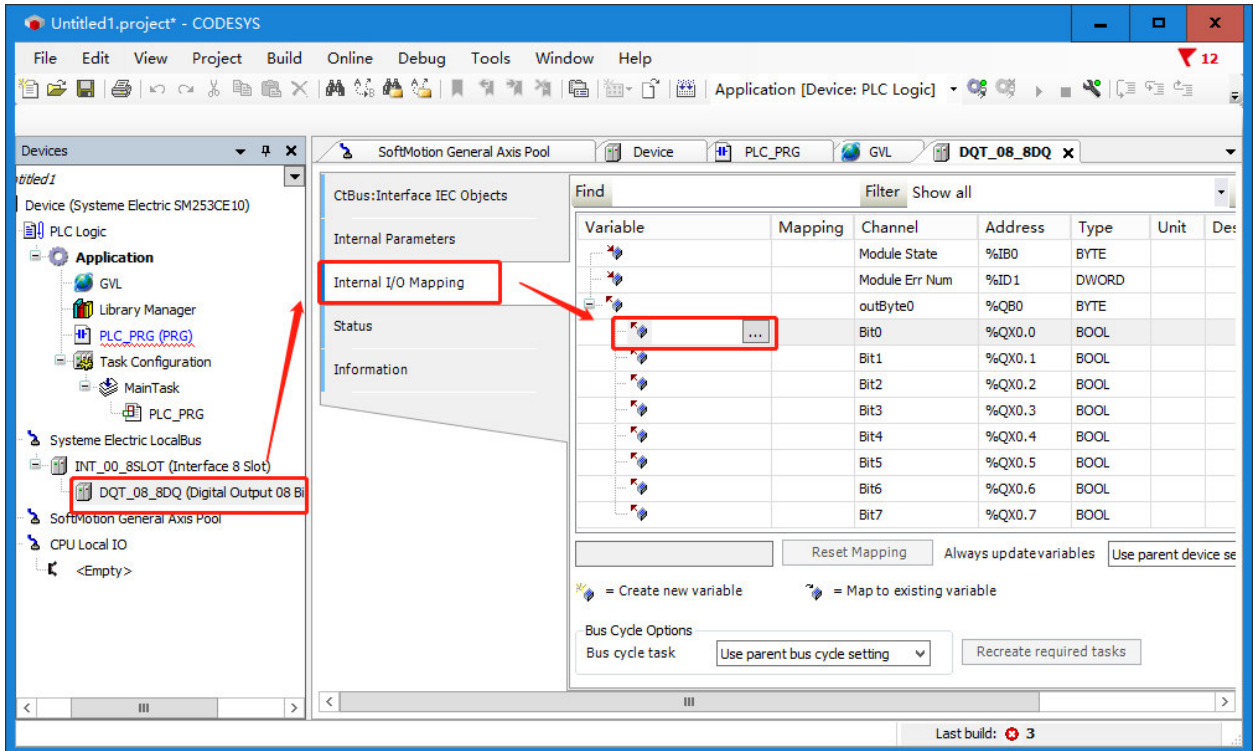 Untitled1.project* - CODESYS
File Edit View Project Build Online Debug Tools Window Help
12
Application [Device: PLC Logic]
Devices
SoftMotion General Axis Pool
Device
PLC_PRG
GVL
DQT_08_8DQ
Device (Systeme Electric SM253CE10)
PLC Logic
Application
GVL
Library Manager
PLC_PRG (PRG)
Task Configuration
MainTask
PLC_PRG
Systeme Electric LocalBus
INT_00_8SLOT (Interface 8 Slot)
DQT_08_8DQ (Digital Output 08 Bi
SoftMotion General Axis Pool
CPU Local IO
<Empty>
CtBus:Interface IEC Objects
Internal Parameters
Internal I/O Mapping
Status
Information
Find Filter Show all
Variable Mapping Channel Address Type Unit Des
Module State %IB0 BYTE
Module Err Num %ID1 DWORD
outByte0 %QB0 BYTE
... Bit0 %QX0.0 BOOL
Bit1 %QX0.1 BOOL
Bit2 %QX0.2 BOOL
Bit3 %QX0.3 BOOL
Bit4 %QX0.4 BOOL
Bit5 %QX0.5 BOOL
Bit6 %QX0.6 BOOL
Bit7 %QX0.7 BOOL
Reset Mapping Always update variables Use parent device se
= Create new variable = Map to existing variable
Bus Cycle Options
Bus cycle task Use parent bus cycle setting Recreate required tasks
Last build: 3